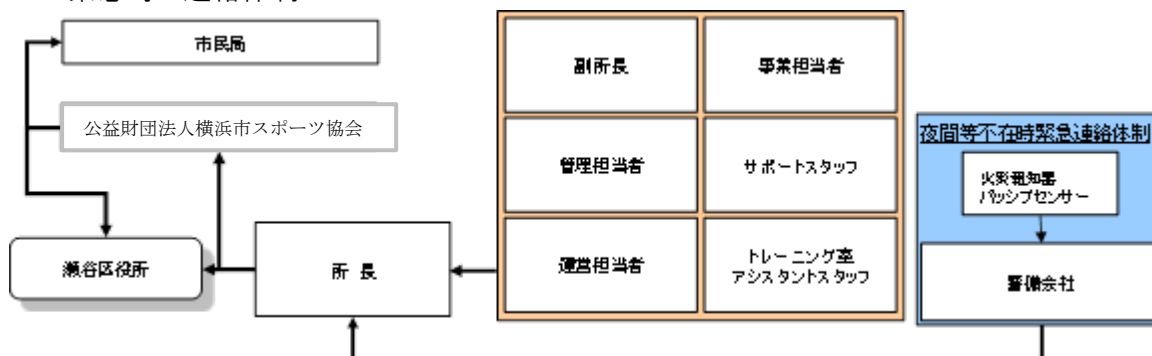 市民局
公益財団法人横浜市スポーツ協会
瀬谷区役所
所長
副所長
事業担当者
管理担当者
サポートスタッフ
運営担当者
トレーニング室
アシスタントスタッフ
夜間等不在時緊急連絡体制
火災報知器
パッシブセンサー
警備会社